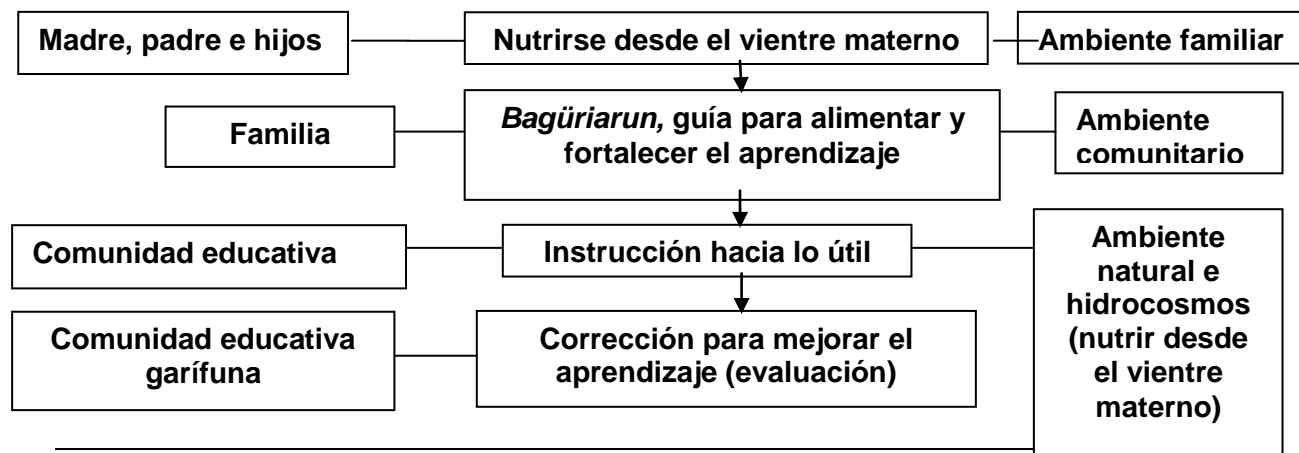 Madre, padre e hijos
Nutrirse desde el vientre materno
Ambiente familiar
Familia
Bagüriarun, guía para alimentar y
fortalecer el aprendizaje
Ambiente
comunitario
Comunidad educativa
Instrucción hacia lo útil
Ambiente
natural e
hidrocosmos
(nutrir desde
el vientre
materno)
Comunidad educativa
garífuna
Corrección para mejorar el
aprendizaje (evaluación)